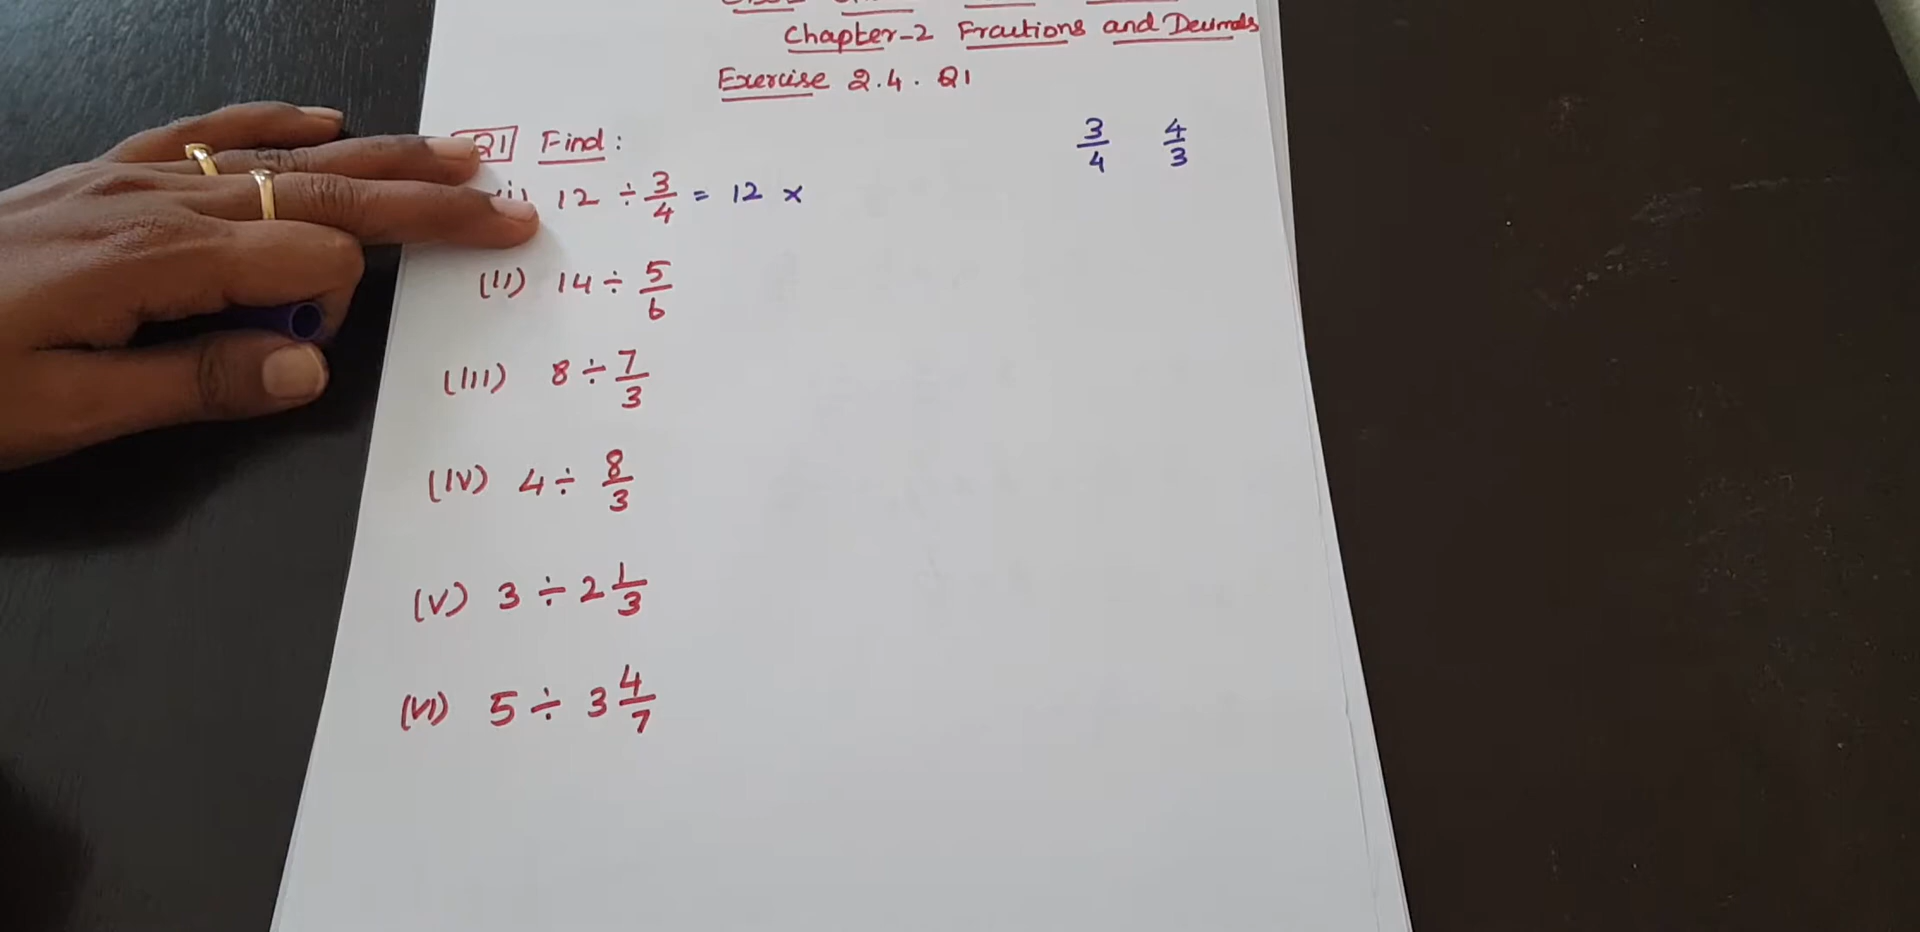 Chapter-2 Fractions and Decimals
Exercise 2.4. Q1
Q1 Find:
3/4 4/3
(i) 12 ÷ 3/4 = 12 ×
(ii) 14 ÷ 5/6
(iii) 8 ÷ 7/3
(iv) 4 ÷ 8/3
(v) 3 ÷ 2 1/3
(vi) 5 ÷ 3 4/7